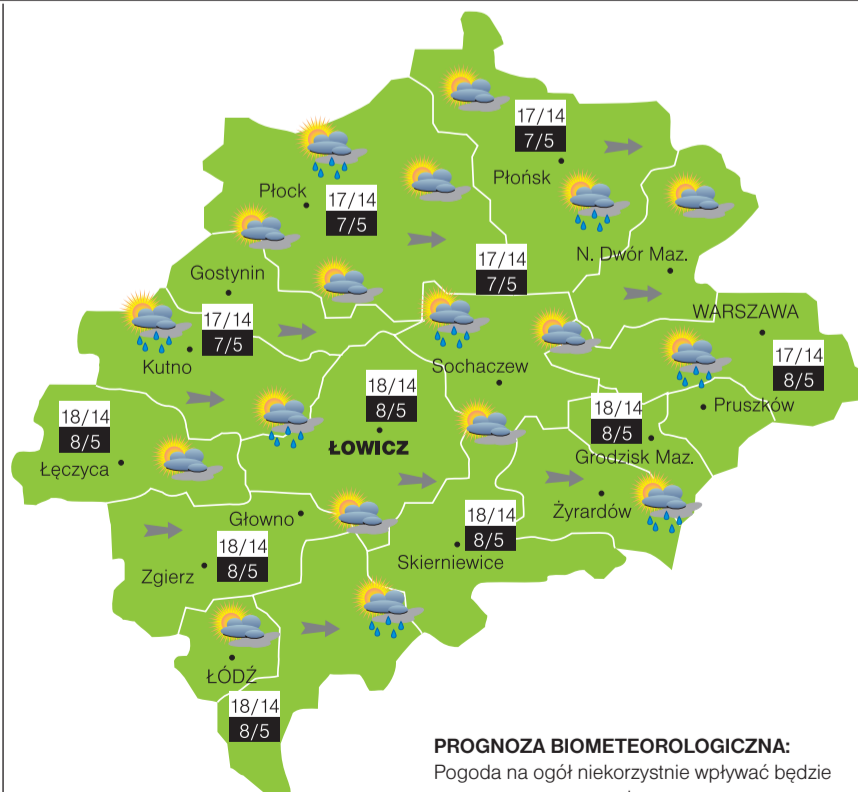 17/14
7/5
Płońsk
Płock
17/14
7/5
N. Dwór Maz.
17/14
7/5
Gostynin
WARSZAWA
17/14
7/5
Kutno
17/14
8/5
Sochaczew
18/14
8/5
ŁOWICZ
18/14
8/5
Pruszków
Grodzisk Maz.
18/14
8/5
Łęczyca
Żyrardów
Głowno
18/14
8/5
Skierniewice
18/14
8/5
Zgierz
ŁÓDŹ
18/14
8/5
PROGNOZA BIOMETEOROLOGICZNA:
Pogoda na ogół niekorzystnie wpływać będzie